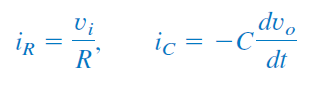 i_R = v_i / R, i_C = −C dv_o / dt